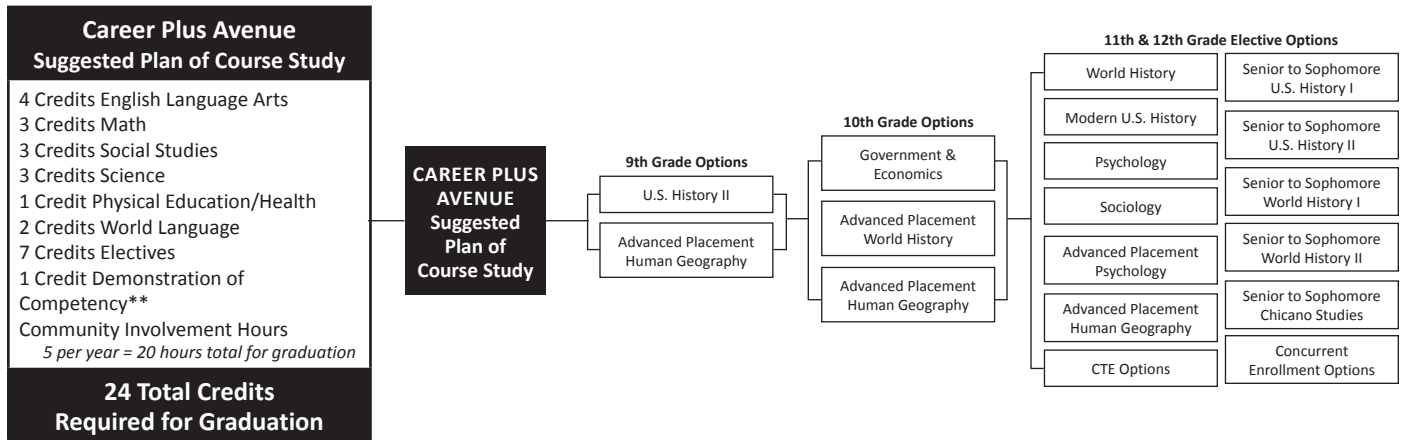 Career Plus Avenue
Suggested Plan of Course Study
4 Credits English Language Arts
3 Credits Math
3 Credits Social Studies
3 Credits Science
1 Credit Physical Education/Health
2 Credits World Language
7 Credits Electives
1 Credit Demonstration of
Competency**
Community Involvement Hours
5 per year = 20 hours total for graduation
24 Total Credits
Required for Graduation
CAREER PLUS
AVENUE
Suggested
Plan of
Course Study
9th Grade Options
U.S. History II
Advanced Placement
Human Geography
10th Grade Options
Government &
Economics
Advanced Placement
World History
Advanced Placement
Human Geography
11th & 12th Grade Elective Options
World History
Modern U.S. History
Psychology
Sociology
Advanced Placement
Psychology
Advanced Placement
Human Geography
CTE Options
Senior to Sophomore
U.S. History I
Senior to Sophomore
U.S. History II
Senior to Sophomore
World History I
Senior to Sophomore
World History II
Senior to Sophomore
Chicano Studies
Concurrent
Enrollment Options